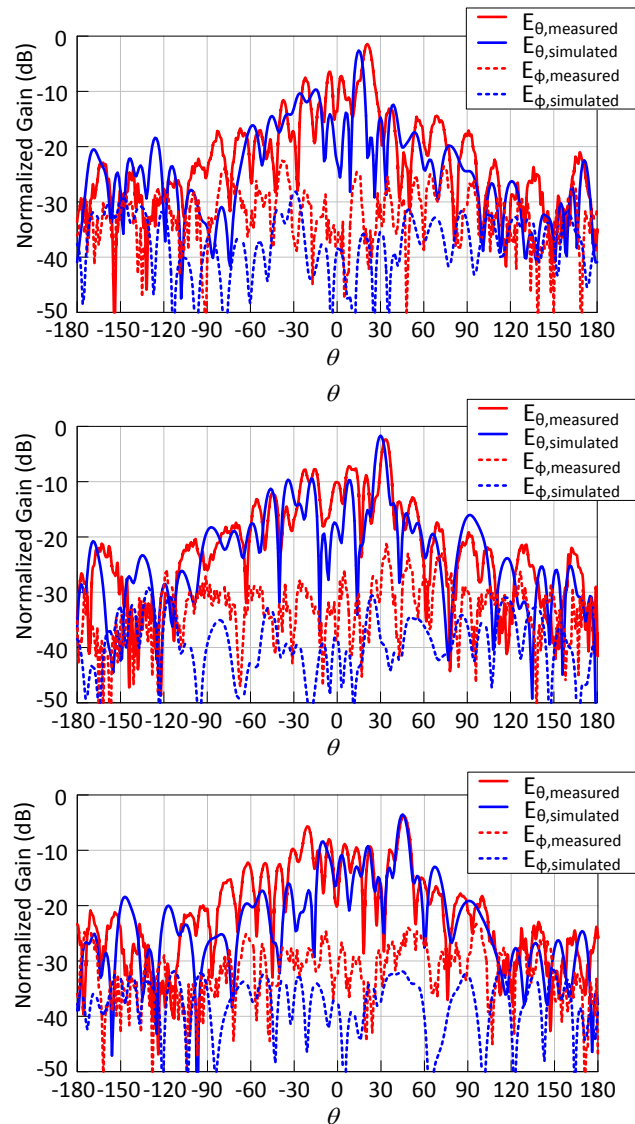 E_θ,measured
E_θ,simulated
E_ϕ,measured
E_ϕ,simulated
Normalized Gain (dB)
0
-10
-20
-30
-40
-50
-180 -150 -120 -90 -60 -30 0 30 60 90 120 150 180
θ
θ
E_θ,measured
E_θ,simulated
E_ϕ,measured
E_ϕ,simulated
Normalized Gain (dB)
0
-10
-20
-30
-40
-50
-180 -150 -120 -90 -60 -30 0 30 60 90 120 150 180
θ
E_θ,measured
E_θ,simulated
E_ϕ,measured
E_ϕ,simulated
Normalized Gain (dB)
0
-10
-20
-30
-40
-50
-180 -150 -120 -90 -60 -30 0 30 60 90 120 150 180
θ